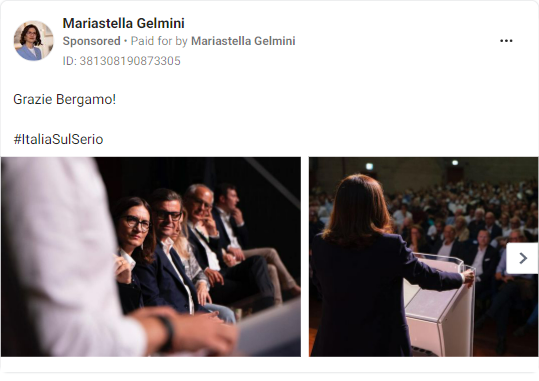 Mariastella Gelmini
Sponsored • Paid for by Mariastella Gelmini
ID: 381308190873305
Grazie Bergamo!
#ItaliaSulSerio